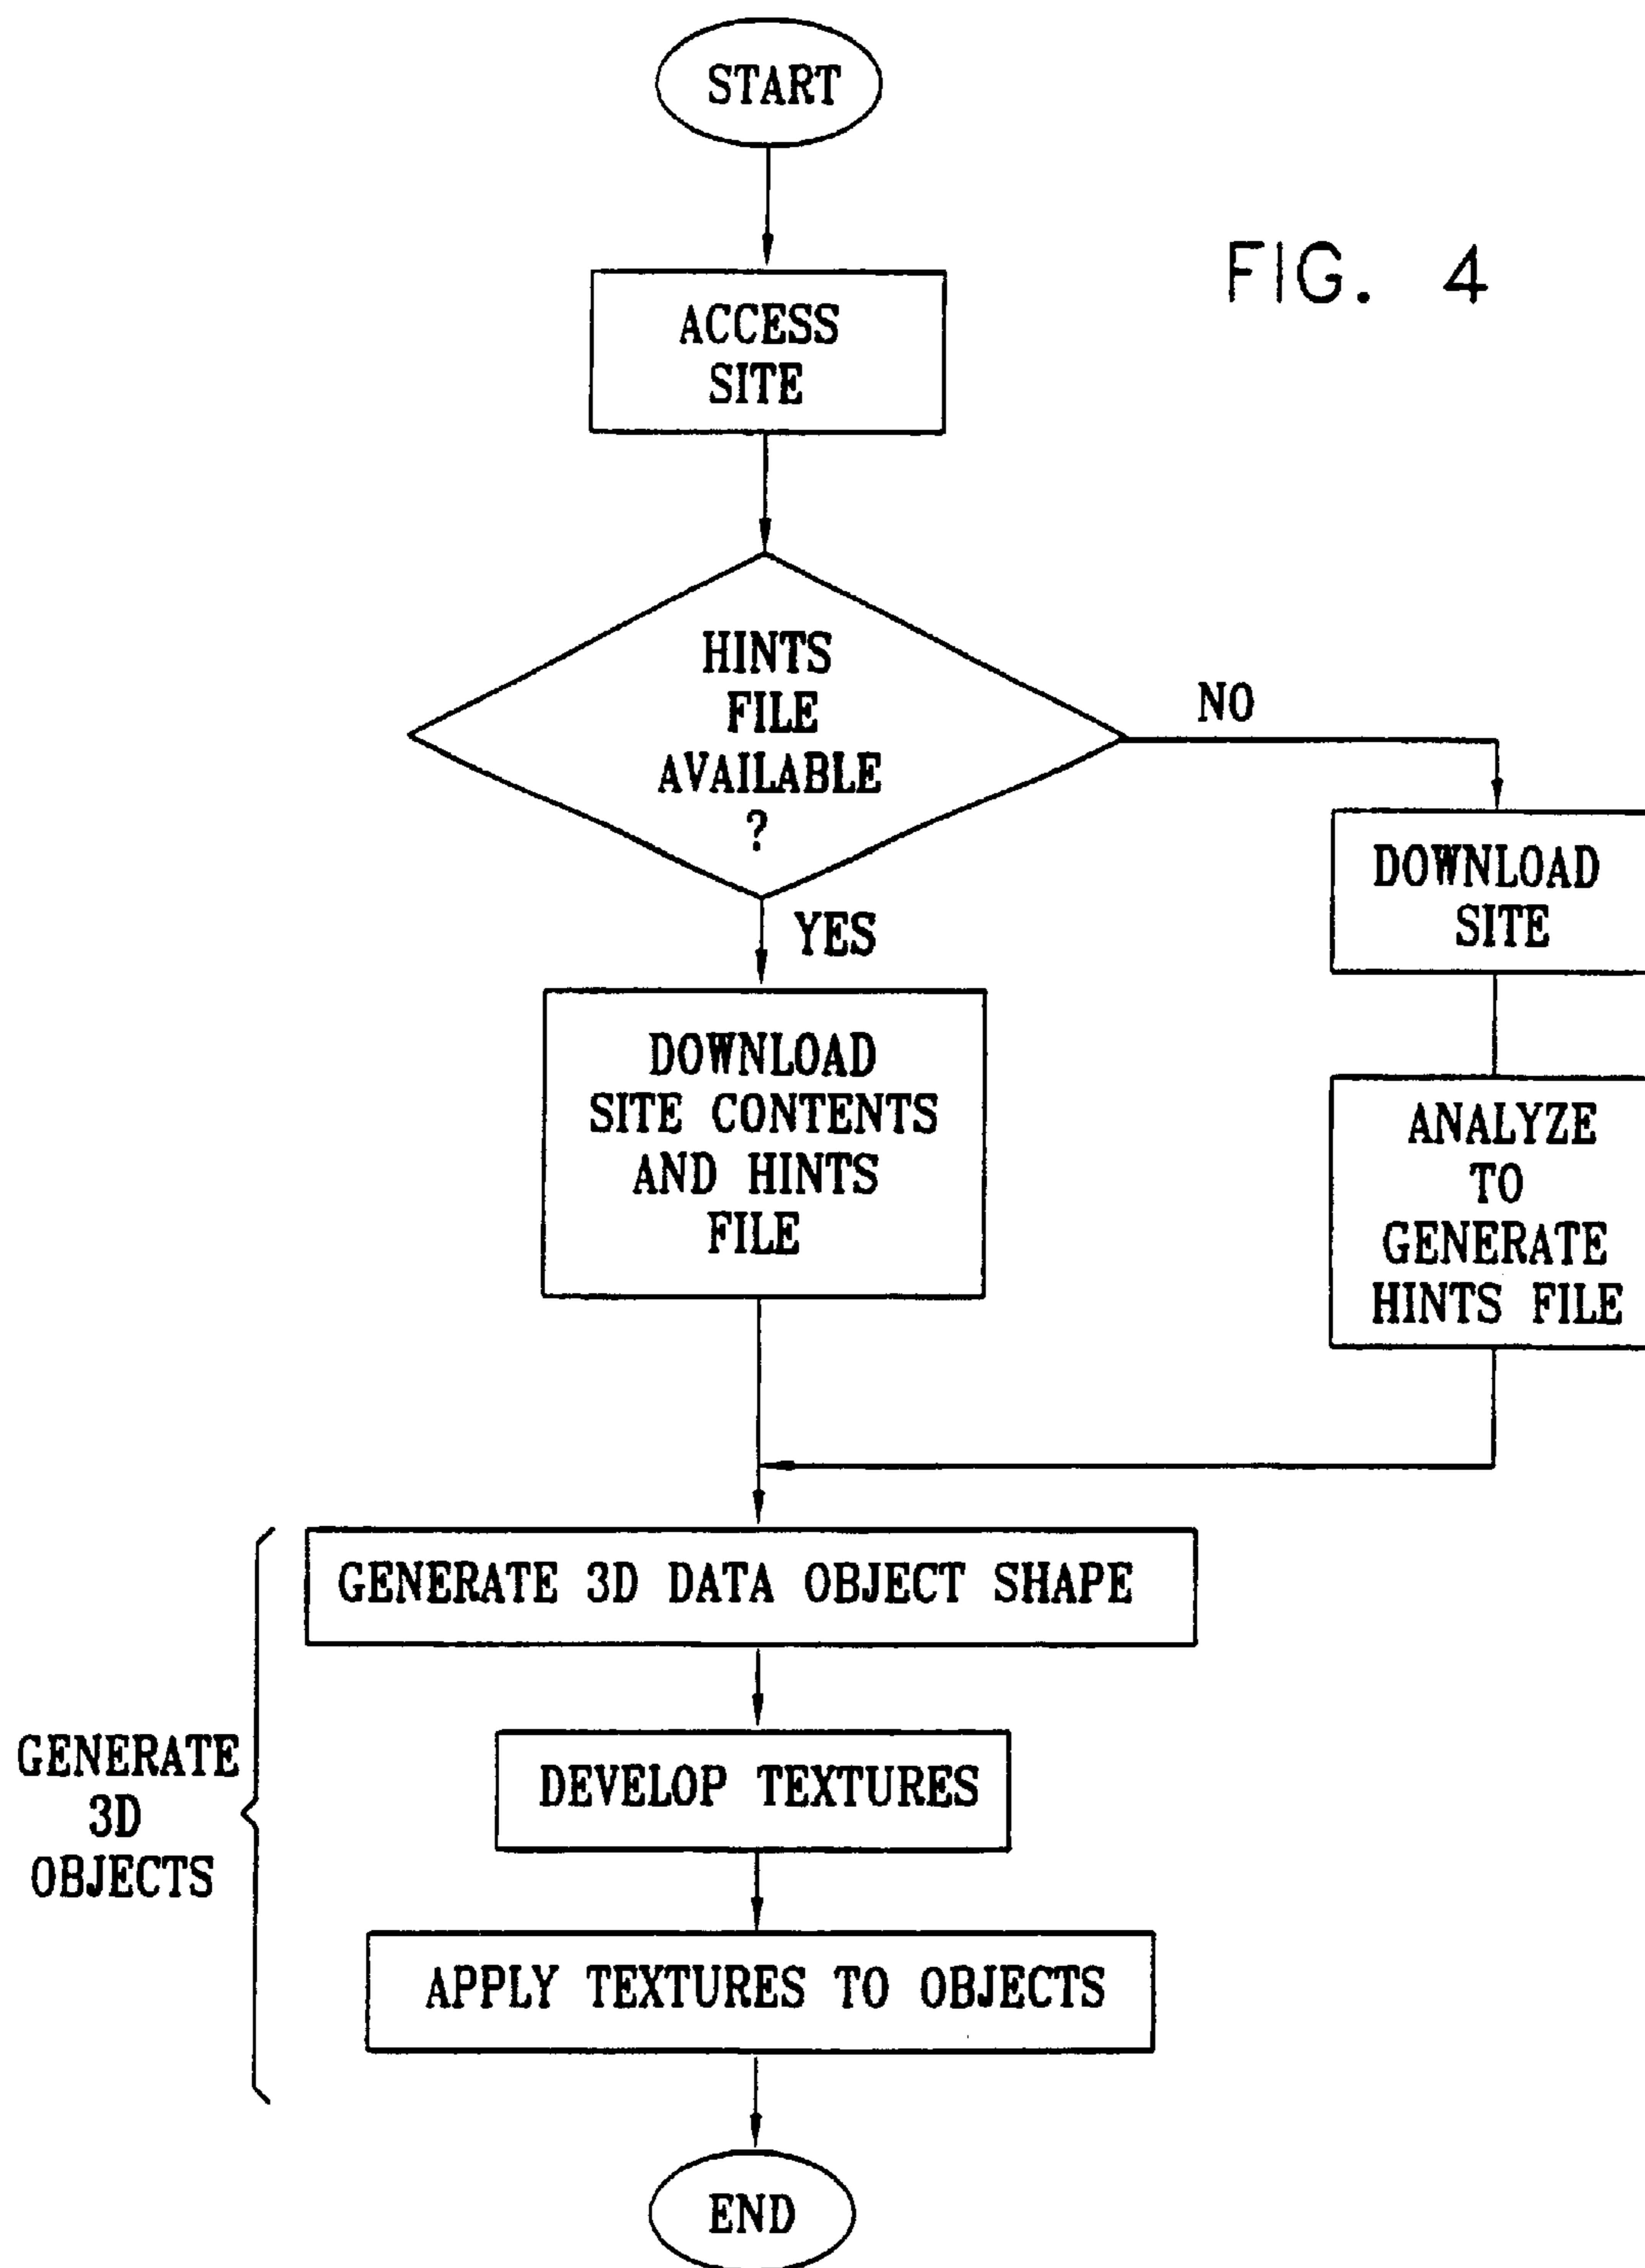 START
FIG. 4
ACCESS
SITE
HINTS
FILE
AVAILABLE
?
NO
YES
DOWNLOAD
SITE
DOWNLOAD
SITE CONTENTS
AND HINTS
FILE
ANALYZE
TO
GENERATE
HINTS FILE
GENERATE 3D DATA OBJECT SHAPE
DEVELOP TEXTURES
GENERATE
3D
OBJECTS
APPLY TEXTURES TO OBJECTS
END